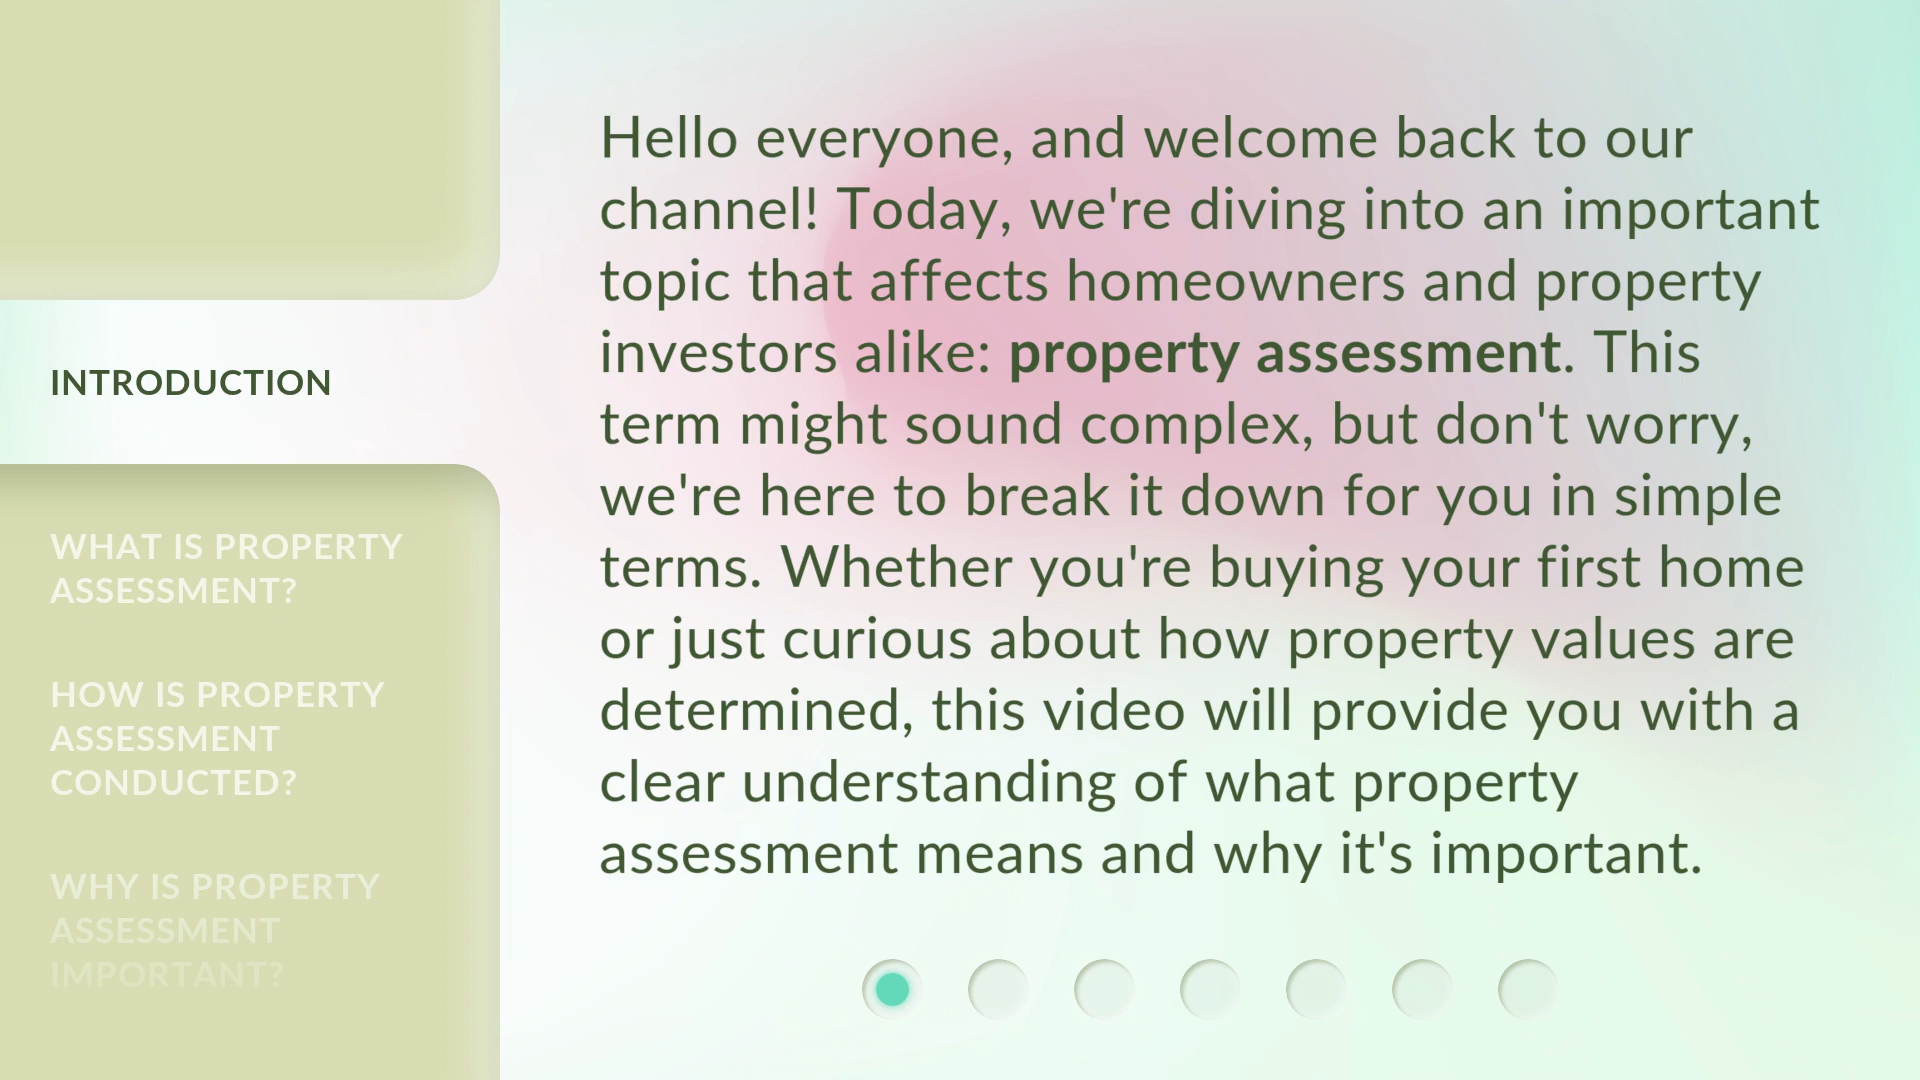 INTRODUCTION
WHAT IS PROPERTY
ASSESSMENT?
HOW IS PROPERTY
ASSESSMENT
CONDUCTED?
WHY IS PROPERTY
ASSESSMENT
IMPORTANT?
Hello everyone, and welcome back to our
channel! Today, we're diving into an important
topic that affects homeowners and property
investors alike: property assessment. This
term might sound complex, but don't worry,
we're here to break it down for you in simple
terms. Whether you're buying your first home
or just curious about how property values are
determined, this video will provide you with a
clear understanding of what property
assessment means and why it's important.